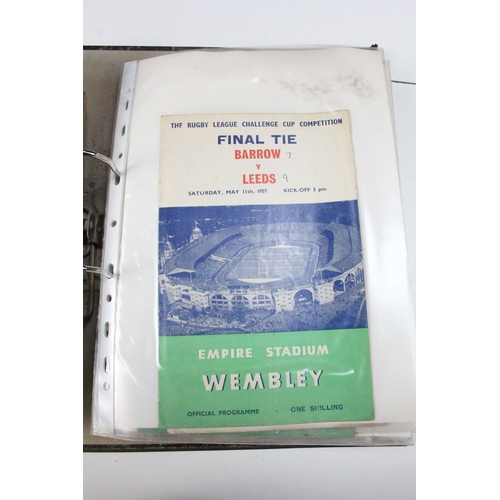 THE RUGBY LEAGUE CHALLENGE CUP COMPETITION
FINAL TIE
BARROW 7
V
LEEDS 9
SATURDAY, MAY 11th, 1957 KICK-OFF 3 pm
EMPIRE STADIUM
WEMBLEY
OFFICIAL PROGRAMME · ONE SHILLING